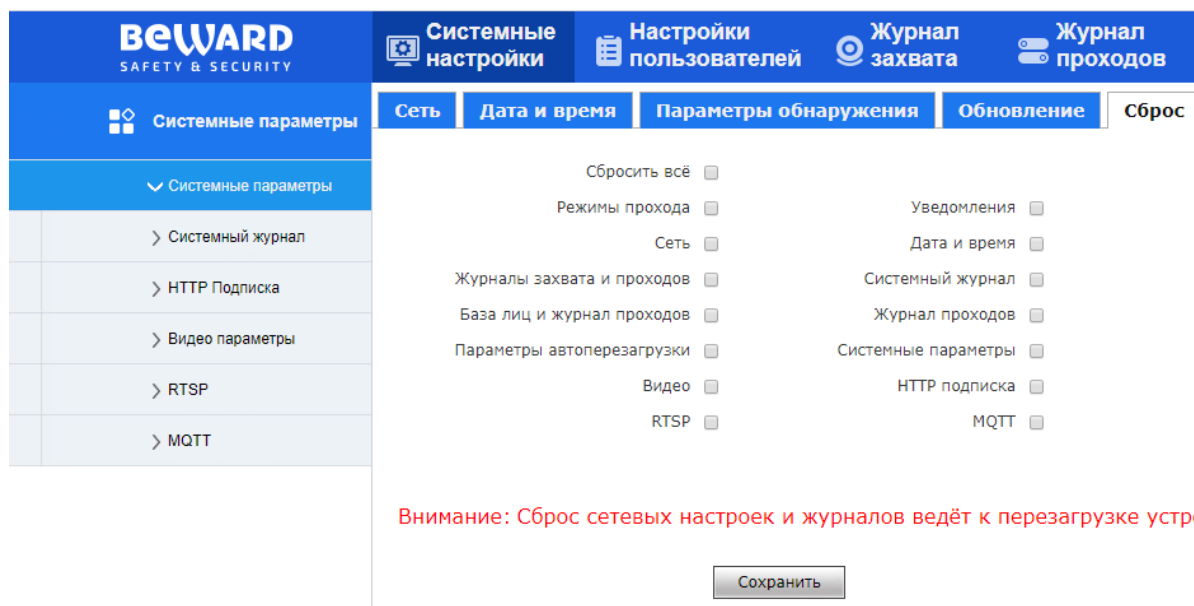 BEWARD
SAFETY & SECURITY
Системные
настройки
Настройки
пользователей
Журнал
захвата
Журнал
проходов
Системные параметры
Системные параметры
Системный журнал
HTTP Подписка
Видео параметры
RTSP
MQTT
Сеть
Дата и время
Параметры обнаружения
Обновление
Сброс
Сбросить всё
Режимы прохода
Уведомления
Сеть
Дата и время
Журналы захвата и проходов
Системный журнал
База лиц и журнал проходов
Журнал проходов
Параметры автоперезагрузки
Системные параметры
Видео
HTTP подписка
RTSP
MQTT
Внимание: Сброс сетевых настроек и журналов ведёт к перезагрузке
Сохранить